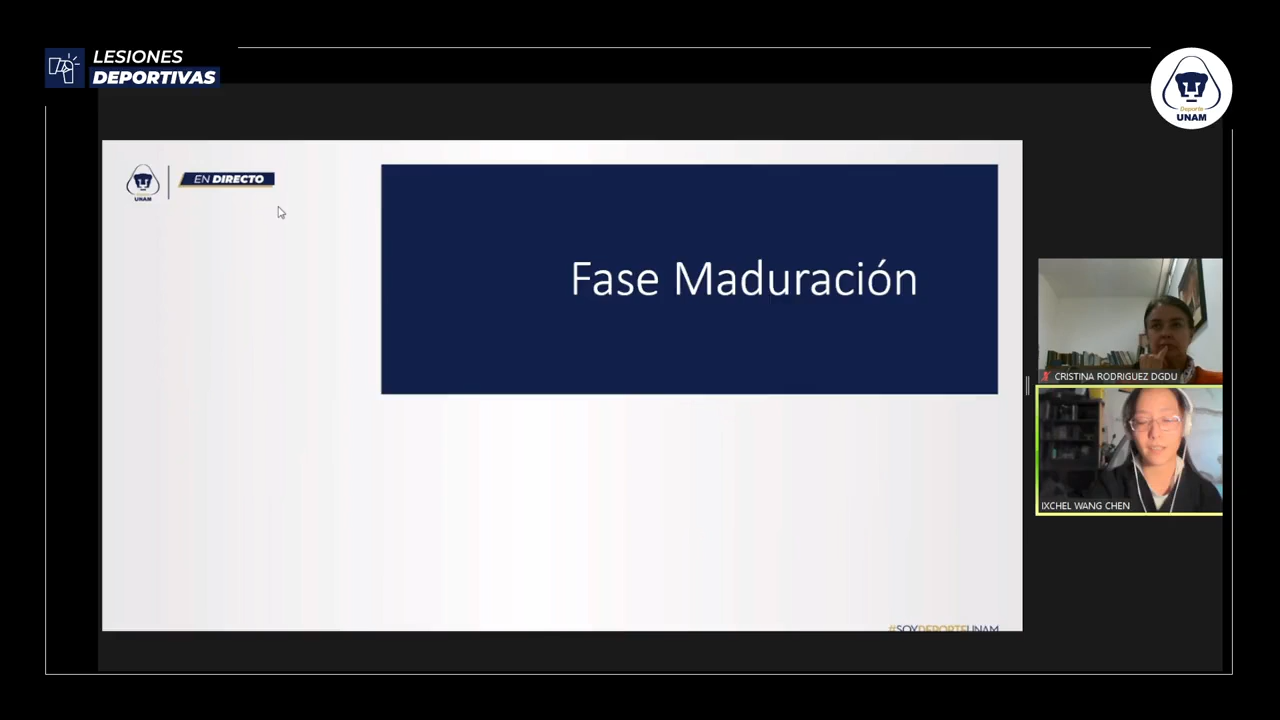 LESIONES
DEPORTIVAS
Deporte
UNAM
UNAM
EN DIRECTO
Fase Maduración
CRISTINA RODRIGUEZ DGDU
IXCHEL WANG CHEN
#SOYDEPORTEUNAM